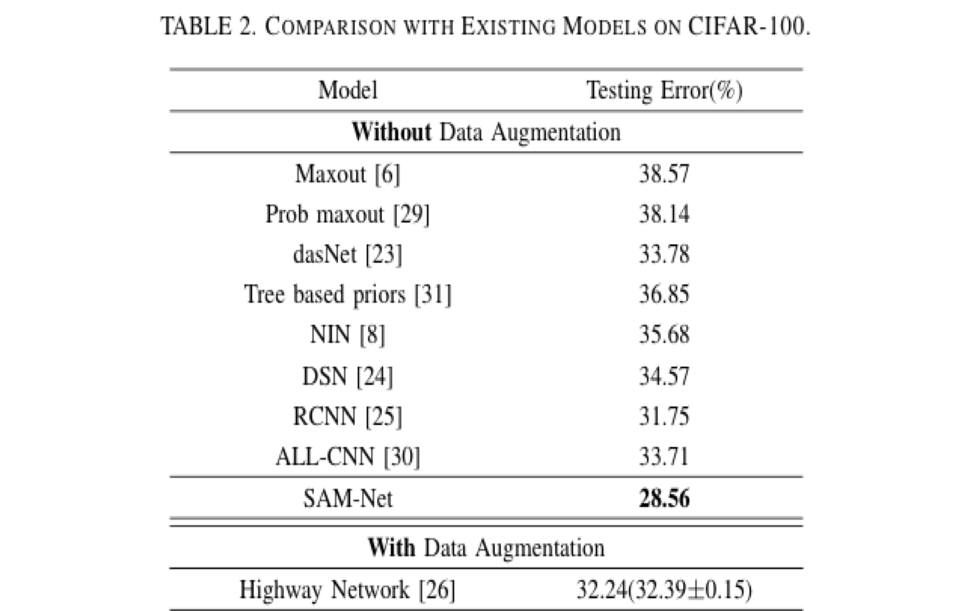 TABLE 2. COMPARISON WITH EXISTING MODELS ON CIFAR-100.
Model Testing Error(%)
Without Data Augmentation
Maxout [6] 38.57
Prob maxout [29] 38.14
dasNet [23] 33.78
Tree based priors [31] 36.85
NIN [8] 35.68
DSN [24] 34.57
RCNN [25] 31.75
ALL-CNN [30] 33.71
SAM-Net 28.56
With Data Augmentation
Highway Network [26] 32.24(32.39±0.15)